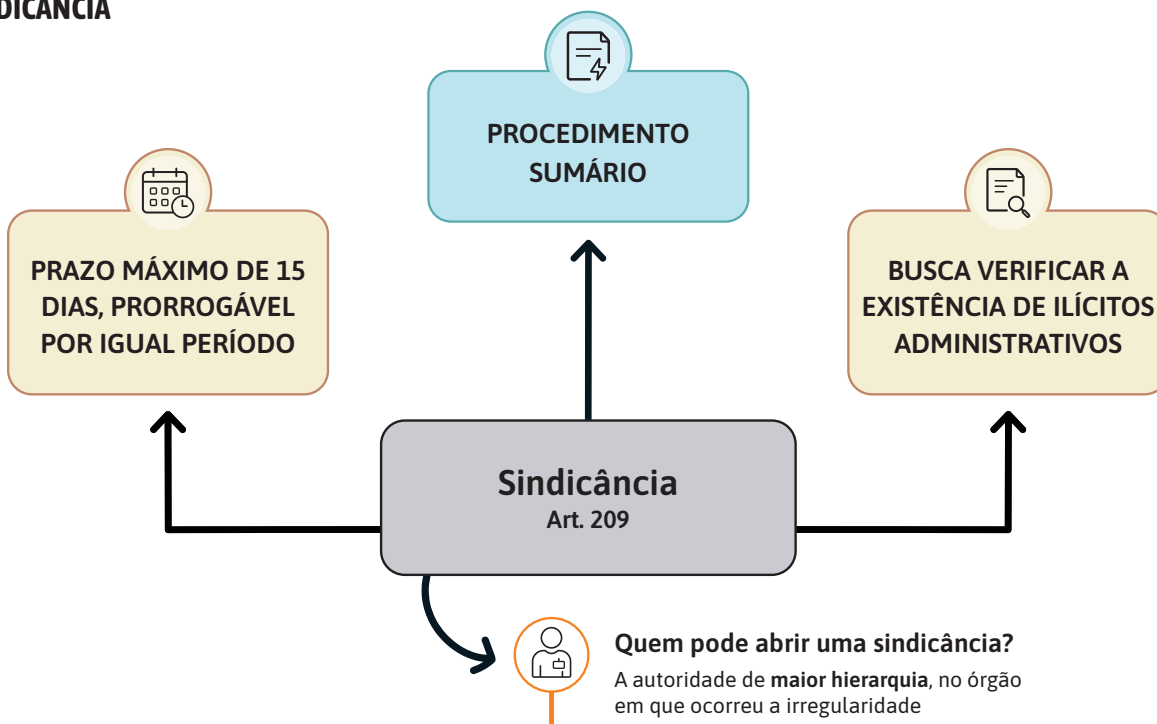 DICÂNCIA
PROCEDIMENTO
SUMÁRIO
PRAZO MÁXIMO DE 15
DIAS, PRORROGÁVEL
POR IGUAL PERÍODO
BUSCA VERIFICAR A
EXISTÊNCIA DE ILÍCITOS
ADMINISTRATIVOS
Sindicância
Art. 209
Quem pode abrir uma sindicância?
A autoridade de maior hierarquia, no órgão
em que ocorreu a irregularidade